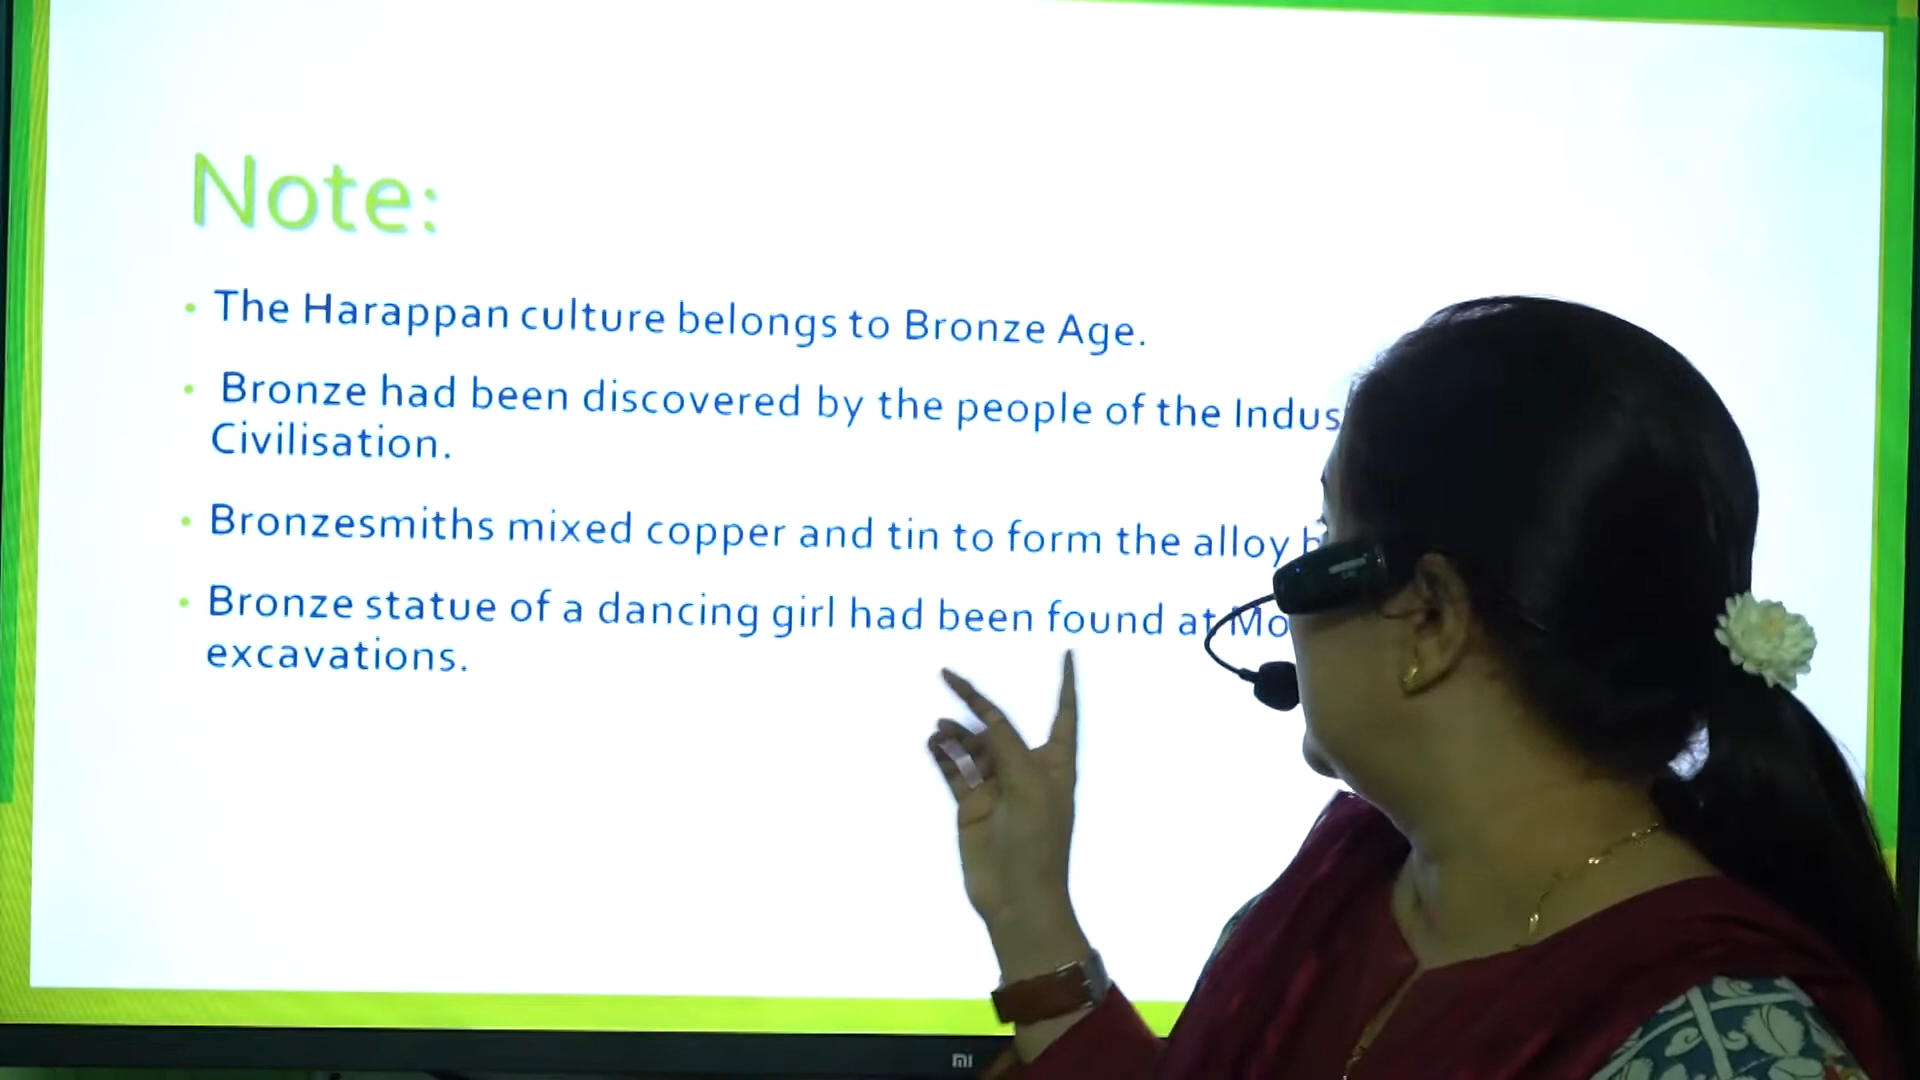 Note:
• The Harappan culture belongs to Bronze Age.
• Bronze had been discovered by the people of the Indus
Civilisation.
• Bronzesmiths mixed copper and tin to form the alloy
• Bronze statue of a dancing girl had been found at
excavations.
mi